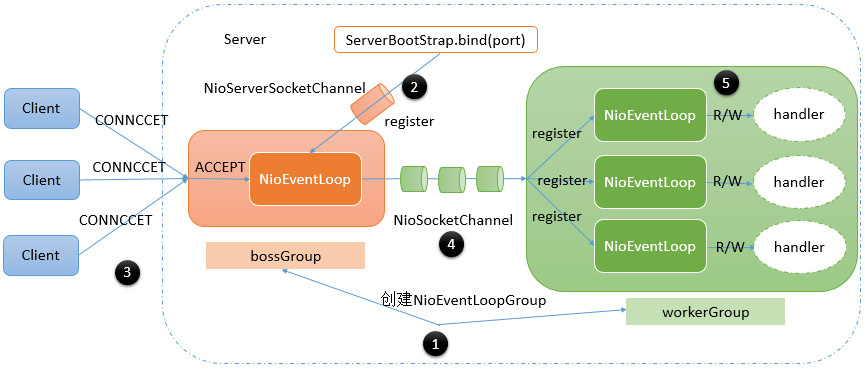 Server
ServerBootStrap.bind(port)
2
NioServerSocketChannel
register
5
Client
CONNCCET
Client
CONNCCET
Client
CONNCCET
3
ACCEPT
NioEventLoop
NioSocketChannel
4
register
NioEventLoop
R/W
handler
register
NioEventLoop
R/W
handler
register
NioEventLoop
R/W
handler
bossGroup
创建NioEventLoopGroup
workerGroup
1